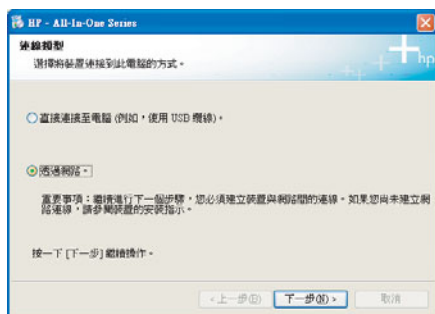 HP - All-In-One Series
連線類型
選擇將裝置連接到此電腦的方式。
hp
直接連接至電腦 (例如，使用 USB 纜線)。
透過網路。
重要事項：繼續進行下一個步驟，您必須建立裝置與網路間的連線。如果您尚未建立網
路連線，請參閱裝置的安裝指示。
按一下 [下一步] 繼續操作。
<上一步(B) 下一步(N) > 取消